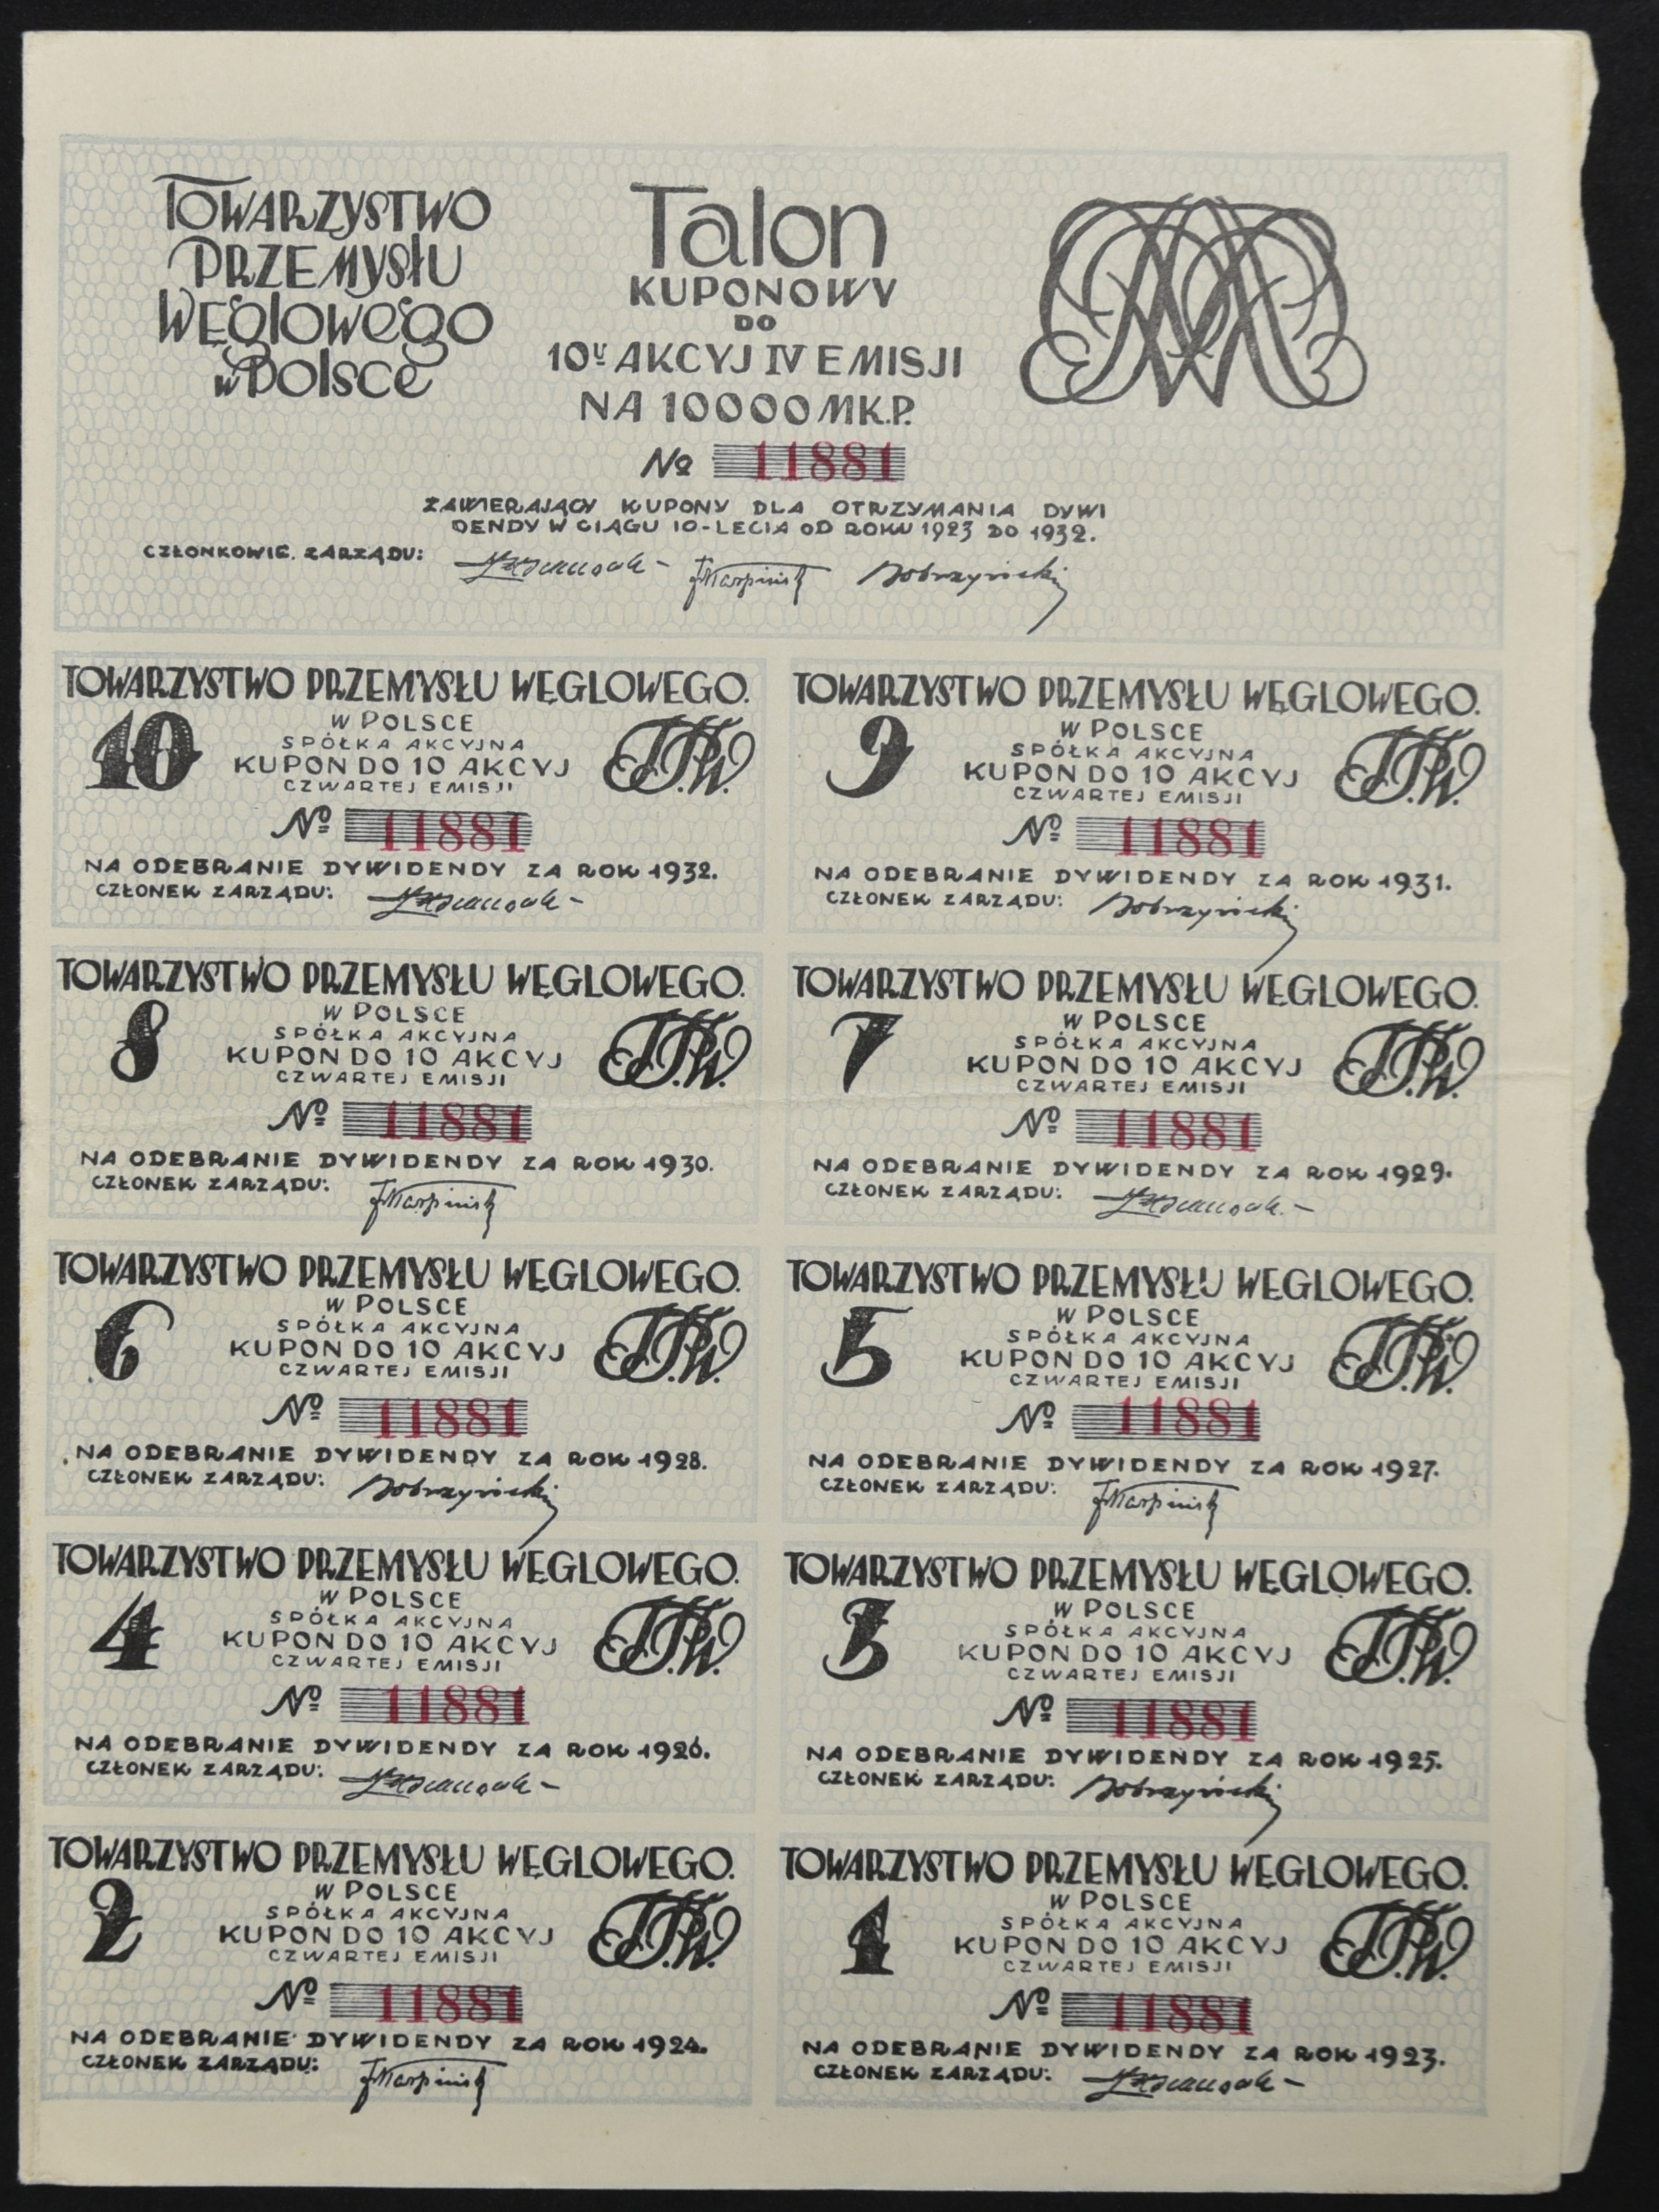 TOWARZYSTWO
PRZEMYSŁU
WĘGLOWEGO
w POLSCE
Talon
KUPONOWY
DO
10U AKCYJ IV EMISJI
NA 10000 MK.P.
No 11881
ZAWIERAJĄCY KUPONY DLA OTRZYMANIA DYWI
DENDY W CIĄGU 10-LECIA OD ROKU 1923 DO 1932.
CZŁONKOWIE ZARZĄDU: Dobrzyński
TOWARZYSTWO PRZEMYSŁU WĘGLOWEGO.
W POLSCE
10 SPÓŁKA AKCYJNA T.P.W.
KUPON DO 10 AKCYJ
CZWARTEJ EMISJI
No 11881
NA ODEBRANIE DYWIDENDY ZA ROK 1932.
CZŁONEK ZARZĄDU:
TOWARZYSTWO PRZEMYSŁU WĘGLOWEGO.
W POLSCE
9 SPÓŁKA AKCYJNA T.P.W.
KUPON DO 10 AKCYJ
CZWARTEJ EMISJI
No 11881
NA ODEBRANIE DYWIDENDY ZA ROK 1931.
CZŁONEK ZARZĄDU: Dobrzyński
TOWARZYSTWO PRZEMYSŁU WĘGLOWEGO.
W POLSCE
8 SPÓŁKA AKCYJNA T.P.W.
KUPON DO 10 AKCYJ
CZWARTEJ EMISJI
No 11881
NA ODEBRANIE DYWIDENDY ZA ROK 1930.
CZŁONEK ZARZĄDU:
TOWARZYSTWO PRZEMYSŁU WĘGLOWEGO.
W POLSCE
7 SPÓŁKA AKCYJNA T.P.W.
KUPON DO 10 AKCYJ
CZWARTEJ EMISJI
No 11881
NA ODEBRANIE DYWIDENDY ZA ROK 1929.
CZŁONEK ZARZĄDU:
TOWARZYSTWO PRZEMYSŁU WĘGLOWEGO.
W POLSCE
6 SPÓŁKA AKCYJNA T.P.W.
KUPON DO 10 AKCYJ
CZWARTEJ EMISJI
No 11881
NA ODEBRANIE DYWIDENDY ZA ROK 1928.
CZŁONEK ZARZĄDU: Dobrzyński
TOWARZYSTWO PRZEMYSŁU WĘGLOWEGO.
W POLSCE
5 SPÓŁKA AKCYJNA T.P.W.
KUPON DO 10 AKCYJ
CZWARTEJ EMISJI
No 11881
NA ODEBRANIE DYWIDENDY ZA ROK 1927.
CZŁONEK ZARZĄDU:
TOWARZYSTWO PRZEMYSŁU WĘGLOWEGO.
W POLSCE
4 SPÓŁKA AKCYJNA T.P.W.
KUPON DO 10 AKCYJ
CZWARTEJ EMISJI
No 11881
NA ODEBRANIE DYWIDENDY ZA ROK 1926.
CZŁONEK ZARZĄDU:
TOWARZYSTWO PRZEMYSŁU WĘGLOWEGO.
W POLSCE
3 SPÓŁKA AKCYJNA T.P.W.
KUPON DO 10 AKCYJ
CZWARTEJ EMISJI
No 11881
NA ODEBRANIE DYWIDENDY ZA ROK 1925.
CZŁONEK ZARZĄDU: Dobrzyński
TOWARZYSTWO PRZEMYSŁU WĘGLOWEGO.
W POLSCE
2 SPÓŁKA AKCYJNA T.P.W.
KUPON DO 10 AKCYJ
CZWARTEJ EMISJI
No 11881
NA ODEBRANIE DYWIDENDY ZA ROK 1924.
CZŁONEK ZARZĄDU:
TOWARZYSTWO PRZEMYSŁU WĘGLOWEGO.
W POLSCE
1 SPÓŁKA AKCYJNA T.P.W.
KUPON DO 10 AKCYJ
CZWARTEJ EMISJI
No 11881
NA ODEBRANIE DYWIDENDY ZA ROK 1923.
CZŁONEK ZARZĄDU: